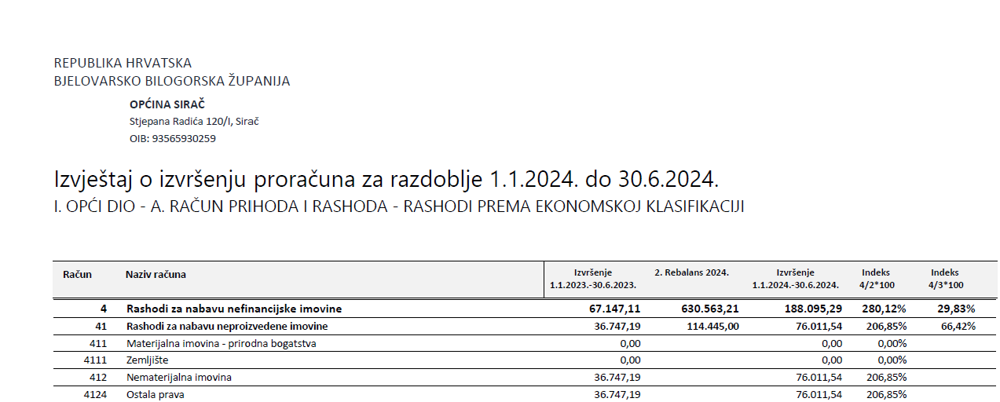 REPUBLIKA HRVATSKA
BJELOVARSKO BILOGORSKA ŽUPANIJA
OPĆINA SIRAČ
Stjepana Radića 120/I, Sirač
OIB: 93565930259
Izvještaj o izvršenju proračuna za razdoblje 1.1.2024. do 30.6.2024.
I. OPĆI DIO - A. RAČUN PRIHODA I RASHODA - RASHODI PREMA EKONOMSKOJ KLASIFIKACIJI
Račun Naziv računa Izvršenje 2. Rebalans 2024. Izvršenje Indeks Indeks
1.1.2023.-30.6.2023. 1.1.2024.-30.6.2024. 4/2*100 4/3*100
4 Rashodi za nabavu nefinancijske imovine 67.147,11 630.563,21 188.095,29 280,12% 29,83%
41 Rashodi za nabavu neproizvedene imovine 36.747,19 114.445,00 76.011,54 206,85% 66,42%
411 Materijalna imovina - prirodna bogatstva 0,00 0,00 0,00%
4111 Zemljište 0,00 0,00 0,00%
412 Nematerijalna imovina 36.747,19 76.011,54 206,85%
4124 Ostala prava 36.747,19 76.011,54 206,85%